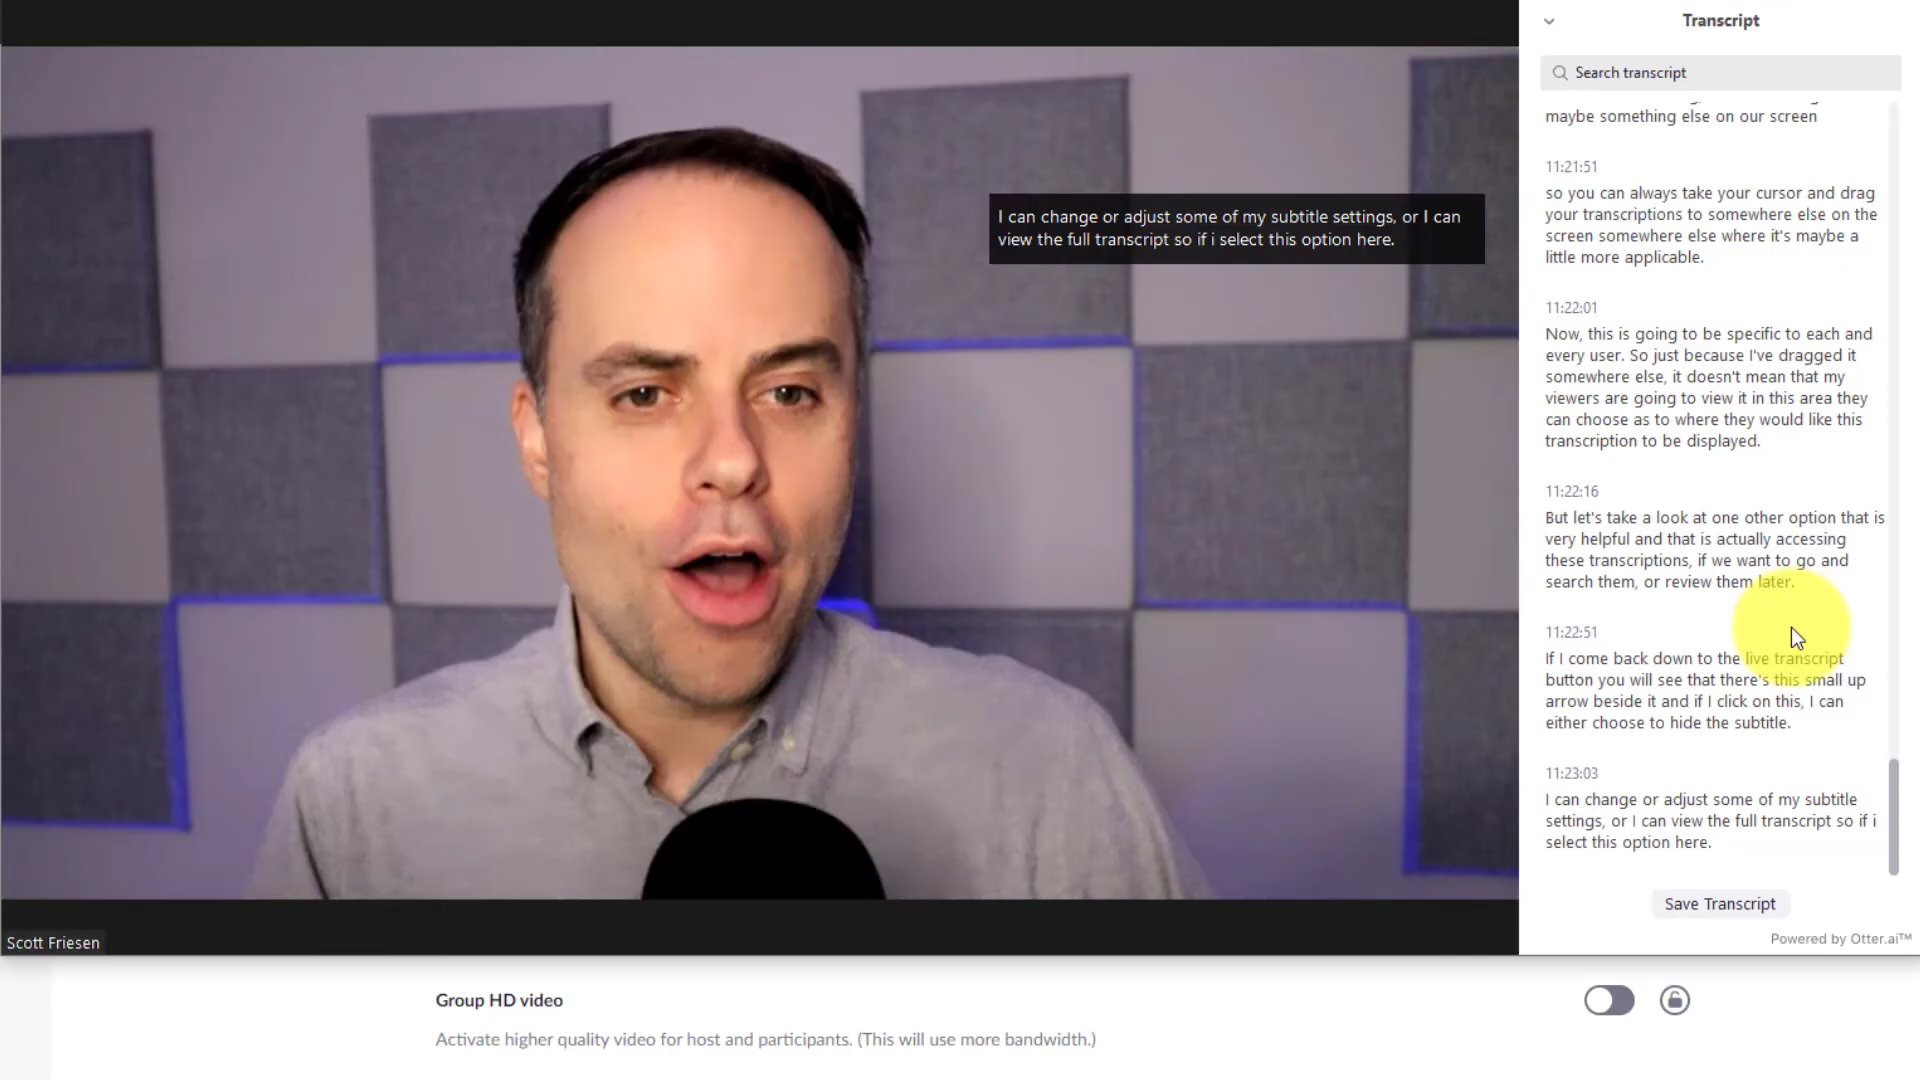 Transcript
Search transcript
maybe something else on our screen
11:21:51
so you can always take your cursor and drag
your transcriptions to somewhere else on the
screen somewhere else where it's maybe a
little more applicable.
11:22:01
Now, this is going to be specific to each and
every user. So just because I've dragged it
somewhere else, it doesn't mean that my
viewers are going to view it in this area they
can choose as to where they would like this
transcription to be displayed.
11:22:16
But let's take a look at one other option that is
very helpful and that is actually accessing
these transcriptions, if we want to go and
search them, or review them later.
11:22:51
If I come back down to the live transcript
button you will see that there's this small up
arrow beside it and if I click on this, I can
either choose to hide the subtitle.
11:23:03
I can change or adjust some of my subtitle
settings, or I can view the full transcript so if i
select this option here.
Save Transcript
Powered by Otter.ai™
I can change or adjust some of my subtitle settings, or I can
view the full transcript so if i select this option here.
Scott Friesen
Group HD video
Activate higher quality video for host and participants. (This will use more bandwidth.)